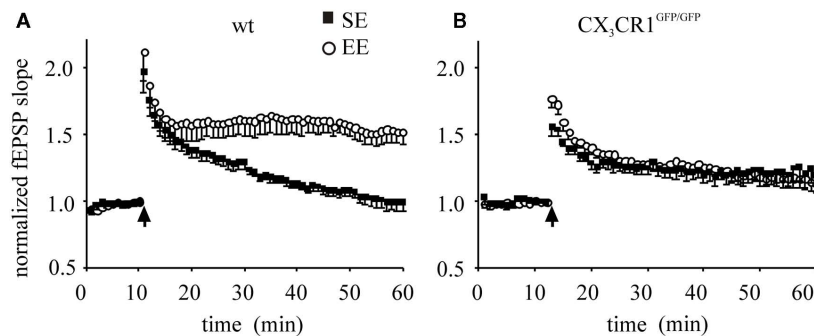 A
wt
SE
EE
B
CX₃CR1ᴳᶠᴾ/ᴳᶠᴾ
normalized fEPSP slope
2.0
1.5
1.0
0.5
0 10 20 30 40 50 60
time (min)
2.0
1.5
1.0
0.5
0 10 20 30 40 50 60
time (min)